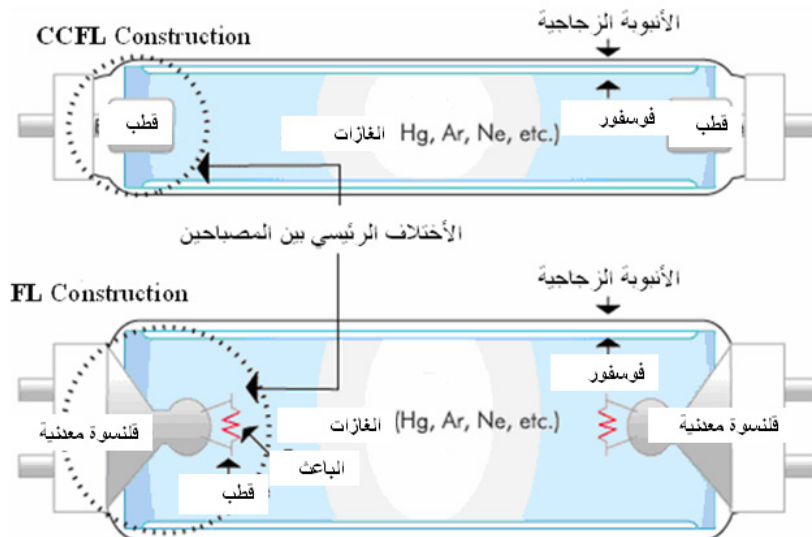 الأنبوبة الزجاجية
CCFL Construction
قطب
فوسفور
قطب
الغازات Hg, Ar, Ne, etc.)
الأختلاف الرئيسي بين المصباحين
الأنبوبة الزجاجية
FL Construction
فوسفور
قلنسوة معدنية
الغازات (Hg, Ar, Ne, etc.)
قلنسوة معدنية
الباعث
قطب